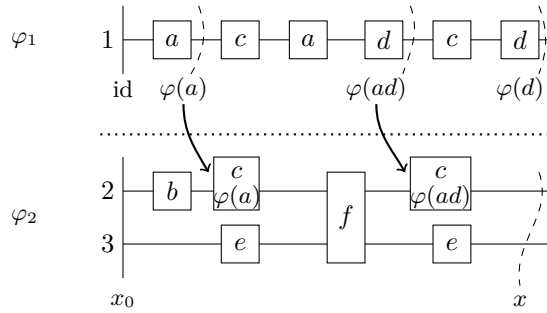 φ₁ 1 a c a d c d
id φ(a) φ(ad) φ(d)
c c
2 b φ(a) φ(ad)
φ₂ f
3 e e
x₀ x